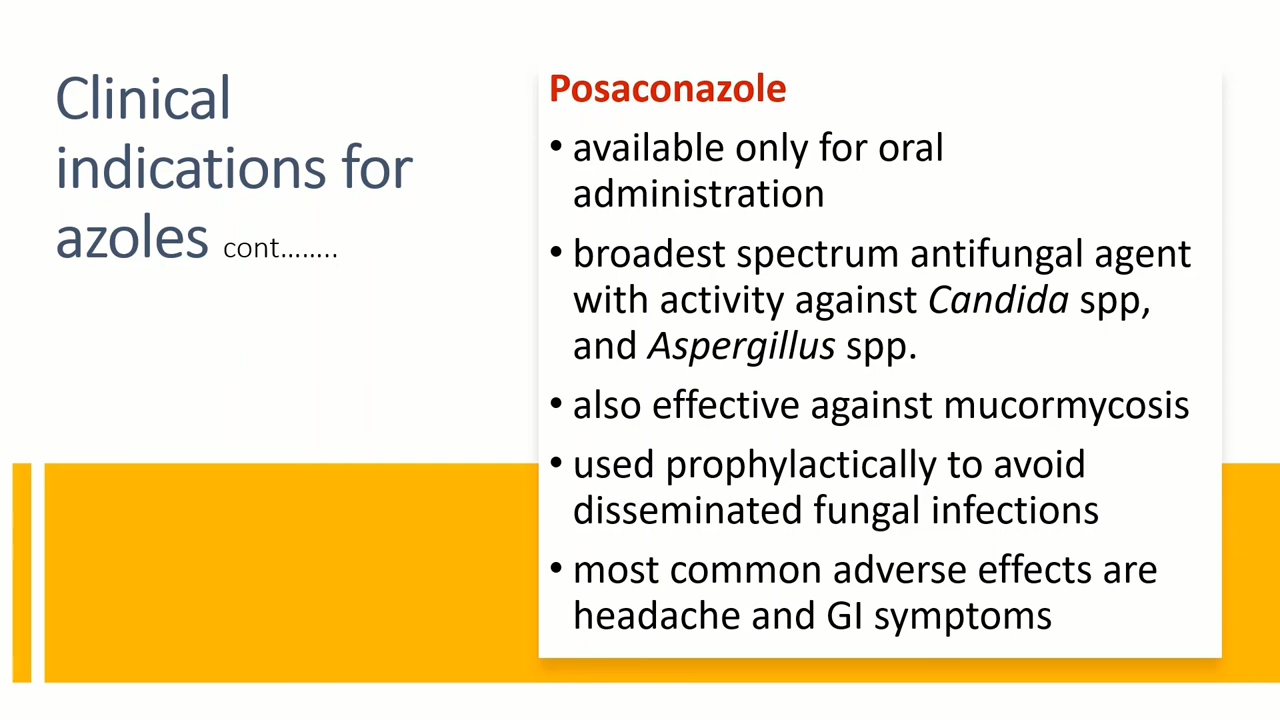 Clinical
indications for
azoles cont……..
Posaconazole
• available only for oral
administration
• broadest spectrum antifungal agent
with activity against Candida spp,
and Aspergillus spp.
• also effective against mucormycosis
• used prophylactically to avoid
disseminated fungal infections
• most common adverse effects are
headache and GI symptoms